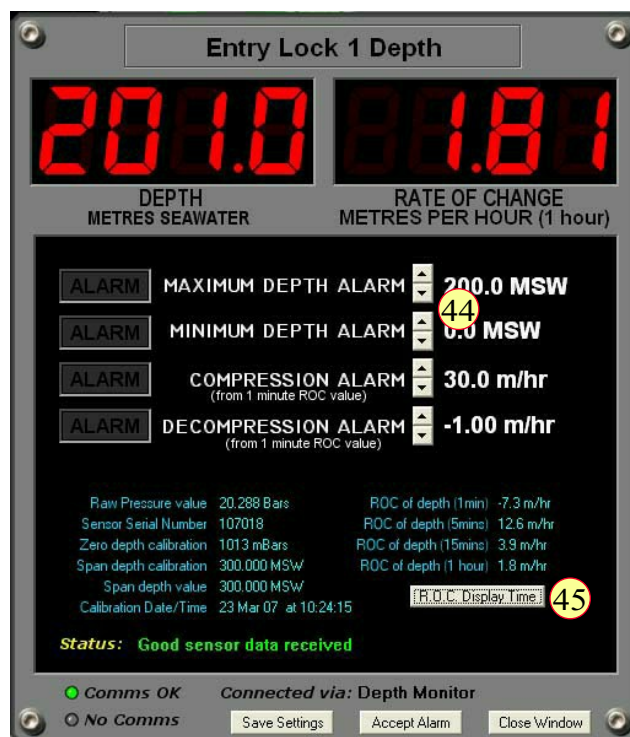 Entry Lock 1 Depth
201.0 1.81
DEPTH
METRES SEAWATER
RATE OF CHANGE
METRES PER HOUR (1 hour)
ALARM MAXIMUM DEPTH ALARM 200.0 MSW
44
ALARM MINIMUM DEPTH ALARM 0.0 MSW
ALARM COMPRESSION ALARM 30.0 m/hr
(from 1 minute ROC value)
ALARM DECOMPRESSION ALARM -1.00 m/hr
(from 1 minute ROC value)
Raw Pressure value 20.288 Bars ROC of depth (1min) -7.3 m/hr
Sensor Serial Number 107018 ROC of depth (5mins) 12.6 m/hr
Zero depth calibration 1013 mBars ROC of depth (15mins) 3.9 m/hr
Span depth calibration 300.000 MSW ROC of depth (1 hour) 1.8 m/hr
Span depth value 300.000 MSW
R.O.C. Display Time 45
Calibration Date/Time 23 Mar 07 at 10:24:15
Status: Good sensor data received
Comms OK Connected via: Depth Monitor
No Comms Save Settings Accept Alarm Close Window